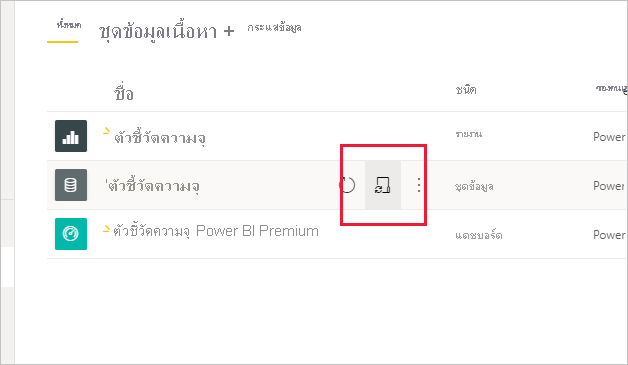 ทั้งหมด ชุดข้อมูลเนื้อหา + กระแสข้อมูล
ชื่อ ชนิด
ตัวชี้วัดความจุ รายงาน Power
ตัวชี้วัดความจุ ชุดข้อมูล Power
ตัวชี้วัดความจุ Power BI Premium แดชบอร์ด Power